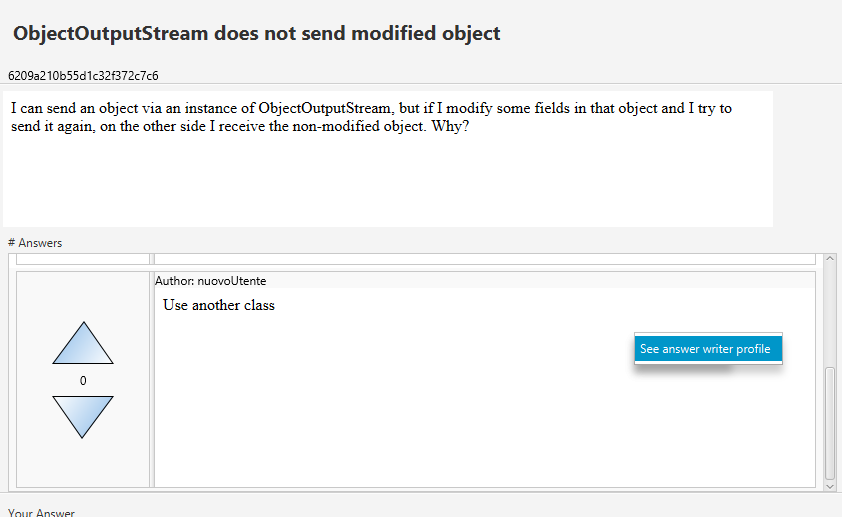 ObjectOutputStream does not send modified object
6209a210b55d1c32f372c7c6
I can send an object via an instance of ObjectOutputStream, but if I modify some fields in that object and I try to
send it again, on the other side I receive the non-modified object. Why?
# Answers
Author: nuovoUtente
Use another class
See answer writer profile
0
Your Answer